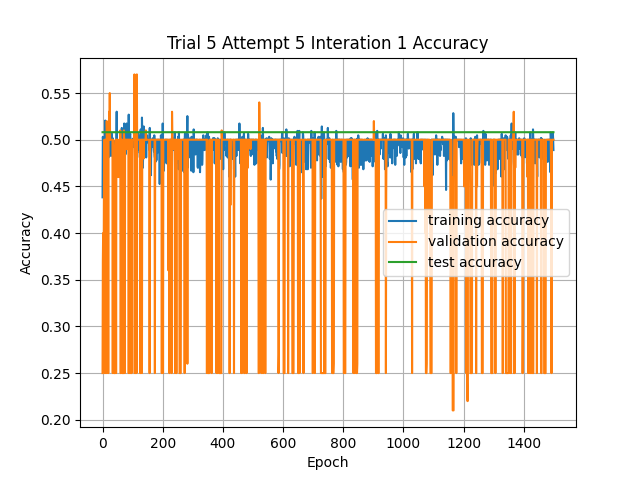 Trial 5 Attempt 5 Interation 1 Accuracy
0.55
0.50
0.45
0.40
0.35
0.30
0.25
0.20
Accuracy
training accuracy
validation accuracy
test accuracy
0 200 400 600 800 1000 1200 1400
Epoch